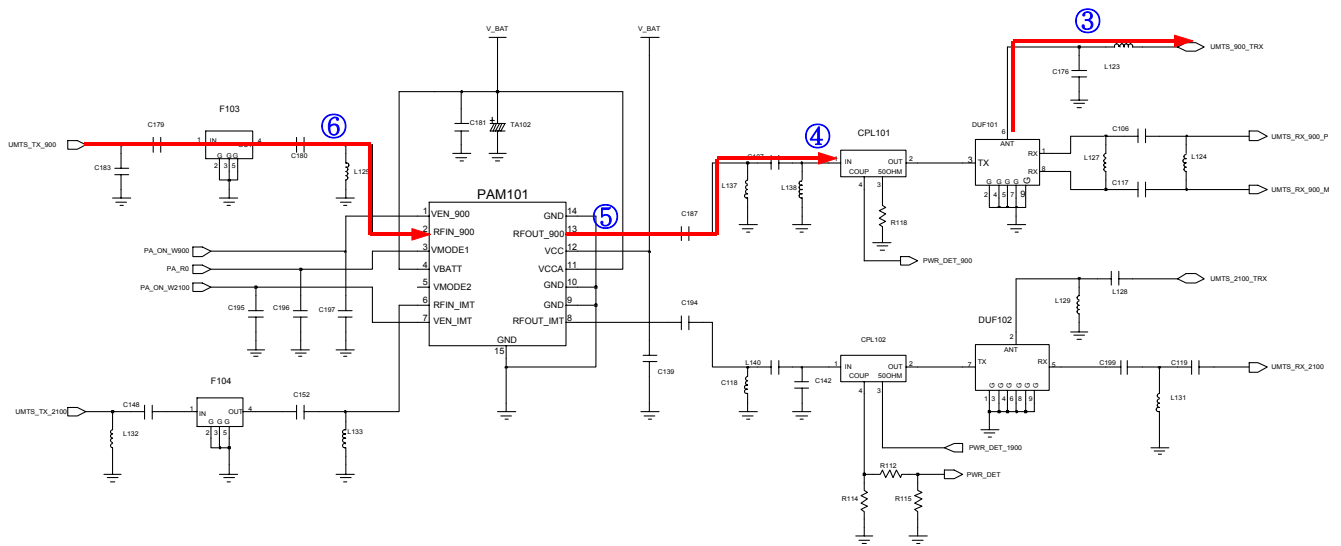 ③
V_BAT
V_BAT
UMTS_900_TRX
L123
C176
F103
C179
⑥
C181
TA102
④
CPL101
DUF101
6
ANT
C106
UMTS_RX_900_P
1
IN
4
UMTS_TX_900
C180
C183
G G G
2 3 5
PAM101
L137
L138
1
IN
OUT
2
COUP
50OHM
4
3
3
TX
RX
1
RX
8
L127
L124
C117
UMTS_RX_900_M
G G G G G
2 4 5 7 9
R118
C187
⑤
1
VEN_900
GND
14
2
RFIN_900
RFOUT_900
13
PA_ON_W900
3
VMODE1
VCC
12
PA_R0
4
VBATT
VCCA
11
PA_ON_W2100
5
VMODE2
GND
10
6
RFIN_IMT
GND
9
7
VEN_IMT
RFOUT_IMT
8
GND
15
PWR_DET_900
C195
C196
C197
C194
UMTS_2100_TRX
L128
L129
DUF102
2
ANT
CPL102
C139
L140
C118
C142
1
IN
OUT
2
COUP
50OHM
4
3
7
TX
RX
5
C199
C119
UMTS_RX_2100
G G G G G G
1 3 4 6 8 9
L131
F104
UMTS_TX_2100
C148
1
IN
OUT
4
C152
L132
G G G
2 3 5
L133
PWR_DET_1900
R112
PWR_DET
R114
R115